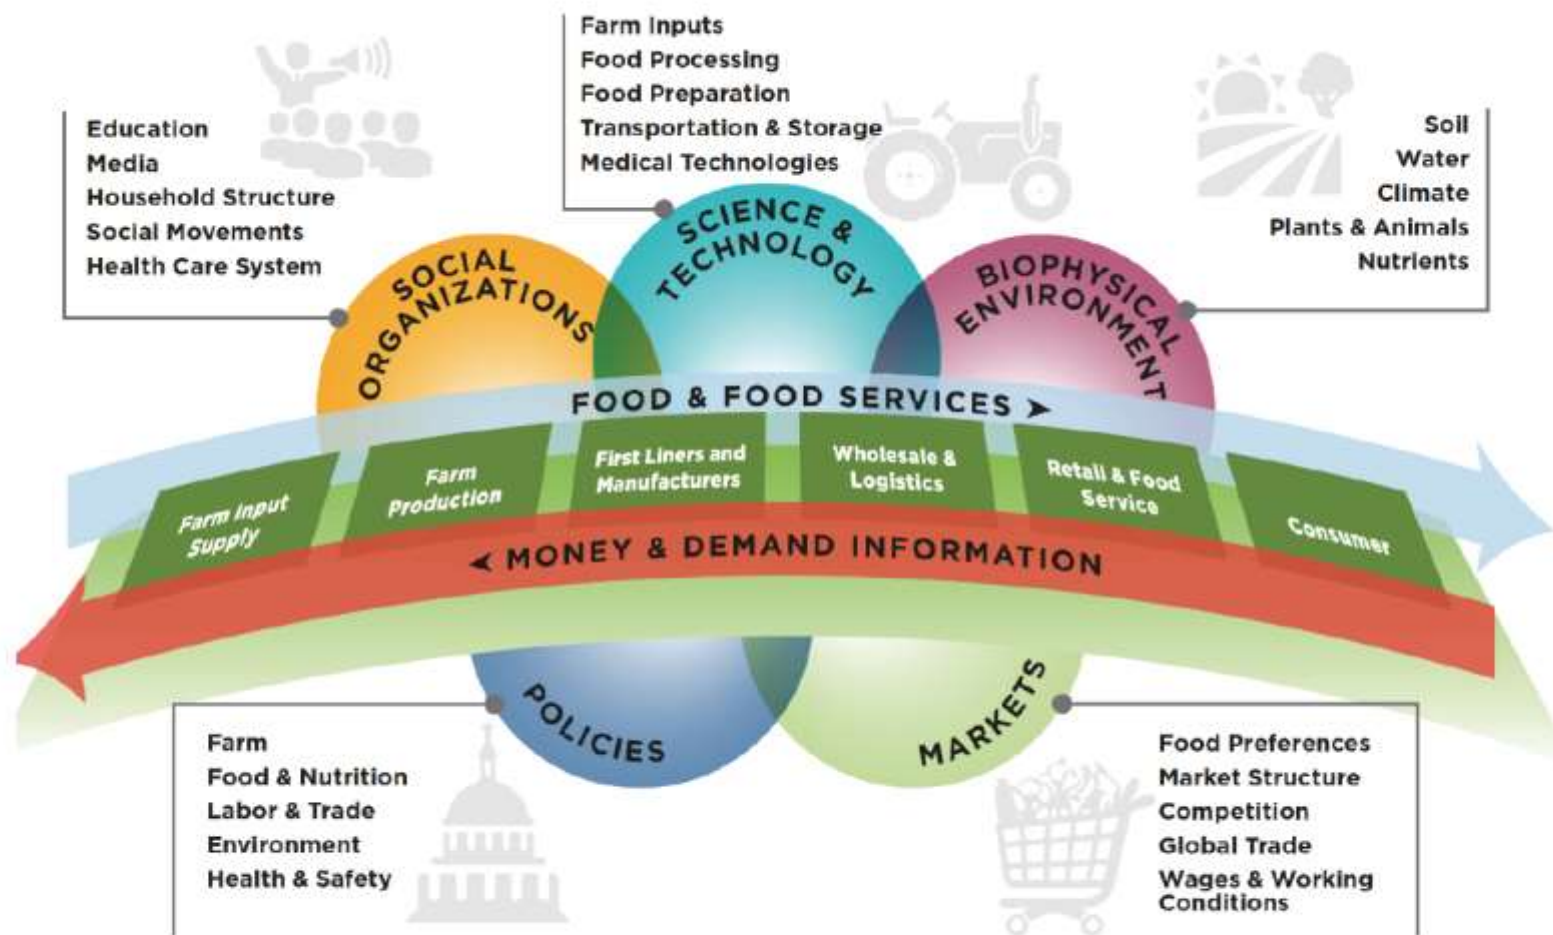 Farm Inputs
Food Processing
Food Preparation
Transportation & Storage
Medical Technologies
Education
Media
Household Structure
Social Movements
Health Care System
Soil
Water
Climate
Plants & Animals
Nutrients
SOCIAL
ORGANIZATIONS
SCIENCE &
TECHNOLOGY
BIOPHYSICAL
ENVIRONMENT
FOOD & FOOD SERVICES ➤
Farm Input
Supply
Farm
Production
First Liners and
Manufacturers
Wholesale &
Logistics
Retail & Food
Service
Consumer
◄ MONEY & DEMAND INFORMATION
POLICIES
MARKETS
Farm
Food & Nutrition
Labor & Trade
Environment
Health & Safety
Food Preferences
Market Structure
Competition
Global Trade
Wages & Working
Conditions